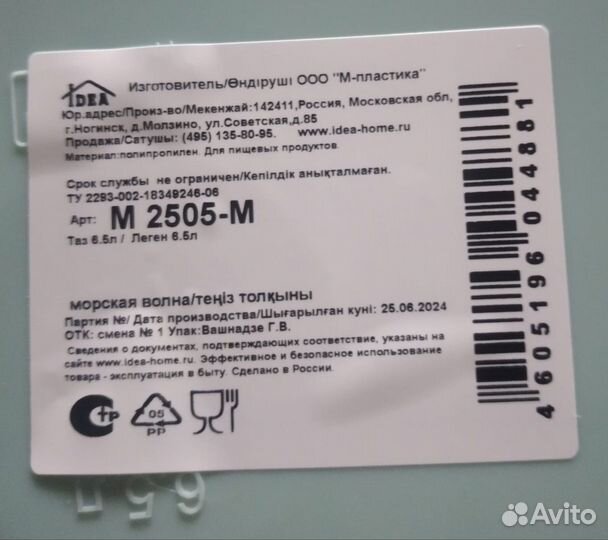 IDEA
Изготовитель/Өндіруші ООО "М-пластика"
Юр.адрес/Произ-во/Мекенжай:142411,Россия, Московская обл,
г.Ногинск, д.Молзино, ул.Советская,д.85
Продажа/Сатушы: (495) 135-80-95. www.idea-home.ru
Материал:полипропилен. Для пищевых продуктов.
Срок службы не ограничен/Кепілдік анықталмаған.
ТУ 2293-002-18349246-06
Арт: М 2505-М
Таз 6.5л / Леген 6.5л
морская волна/теңіз толқыны
Партия №/ Дата производства/Шығарылған күні: 25.06.2024
ОТК: смена № 1 Упак:Вашнадзе Г.В.
Сведения о документах, подтверждающих соответствие, указаны на
сайте www.idea-home.ru. Эффективное и безопасное использование
товара - эксплуатация в быту. Сделано в России.
СТР
05
PP
4605196044881
6.5л
Avito